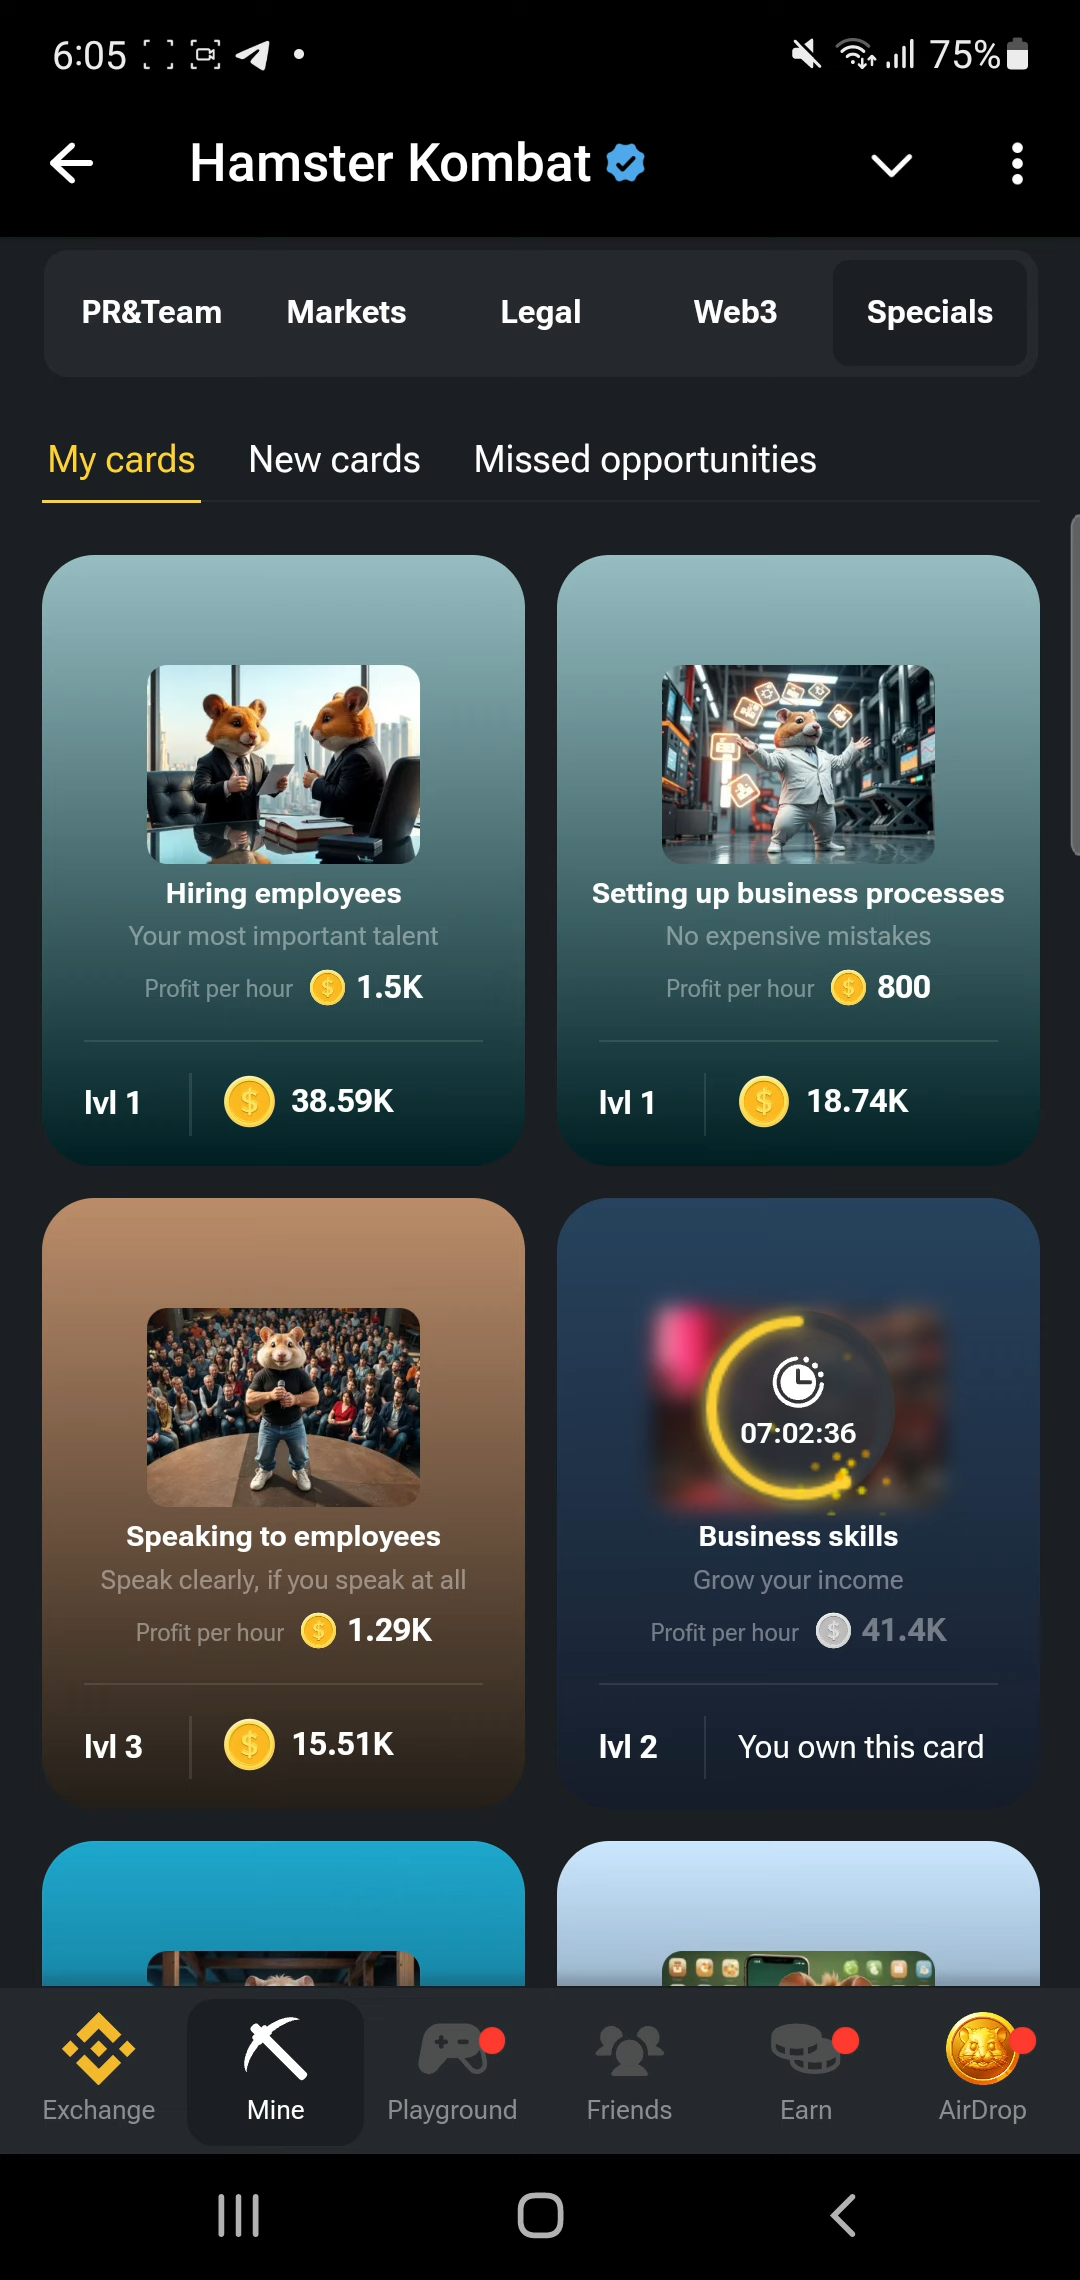 6:05
75%
Hamster Kombat
PR&Team Markets Legal Web3 Specials
My cards New cards Missed opportunities
Hiring employees
Your most important talent
Profit per hour $ 1.5K
lvl 1 $ 38.59K
Setting up business processes
No expensive mistakes
Profit per hour $ 800
lvl 1 $ 18.74K
Speaking to employees
Speak clearly, if you speak at all
Profit per hour $ 1.29K
lvl 3 $ 15.51K
07:02:36
Business skills
Grow your income
Profit per hour $ 41.4K
lvl 2 You own this card
Exchange Mine Playground Friends Earn AirDrop